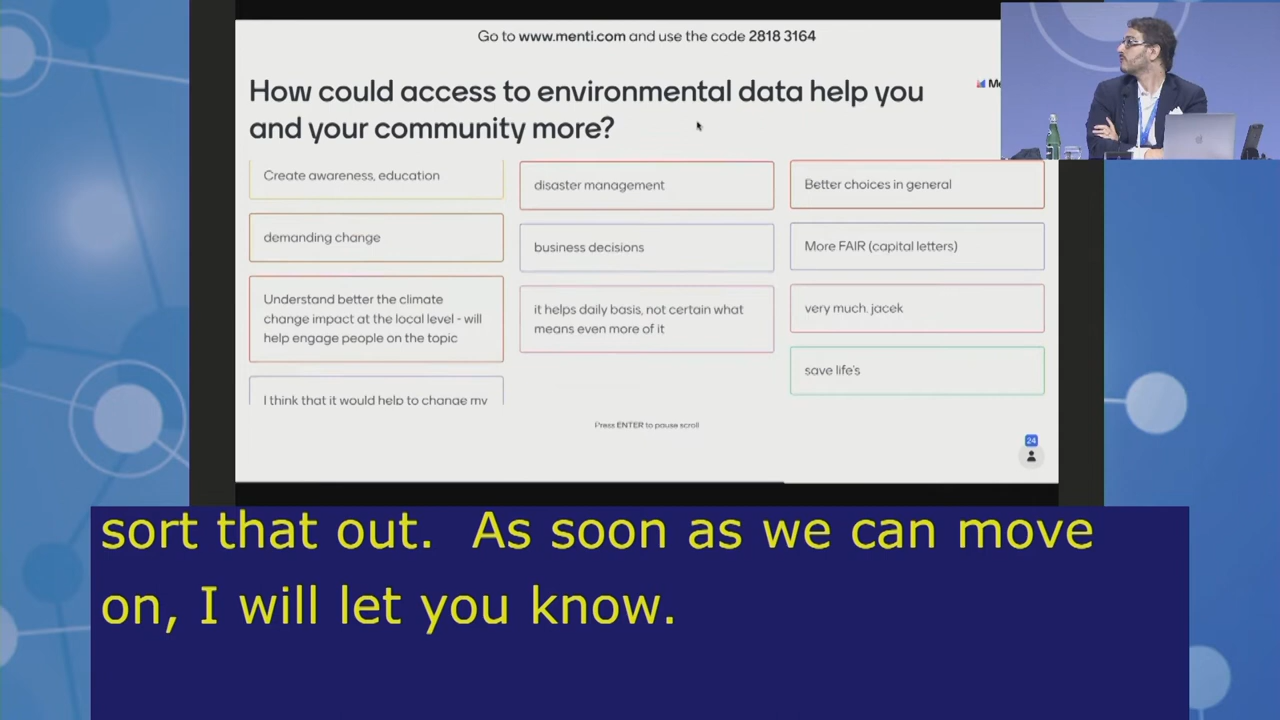 Go to www.menti.com and use the code 2818 3164
How could access to environmental data help you
and your community more?
Create awareness, education
demanding change
Understand better the climate
change impact at the local level - will
help engage people on the topic
I think that it would help to change my
disaster management
business decisions
it helps daily basis, not certain what
means even more of it
Better choices in general
More FAIR (capital letters)
very much, jacek
save life's
Press ENTER to pause scroll
24
sort that out. As soon as we can move
on, I will let you know.